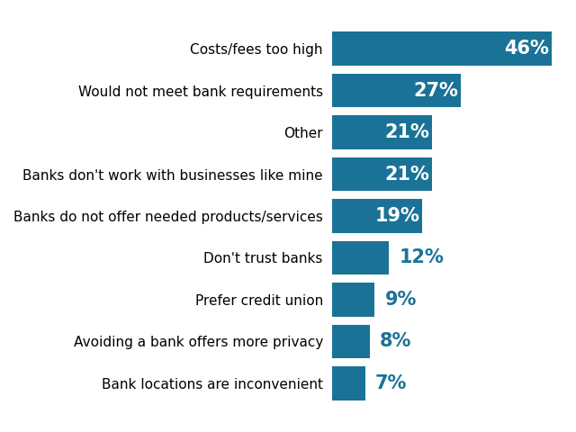 Costs/fees too high 46%
Would not meet bank requirements 27%
Other 21%
Banks don't work with businesses like mine 21%
Banks do not offer needed products/services 19%
Don't trust banks 12%
Prefer credit union 9%
Avoiding a bank offers more privacy 8%
Bank locations are inconvenient 7%